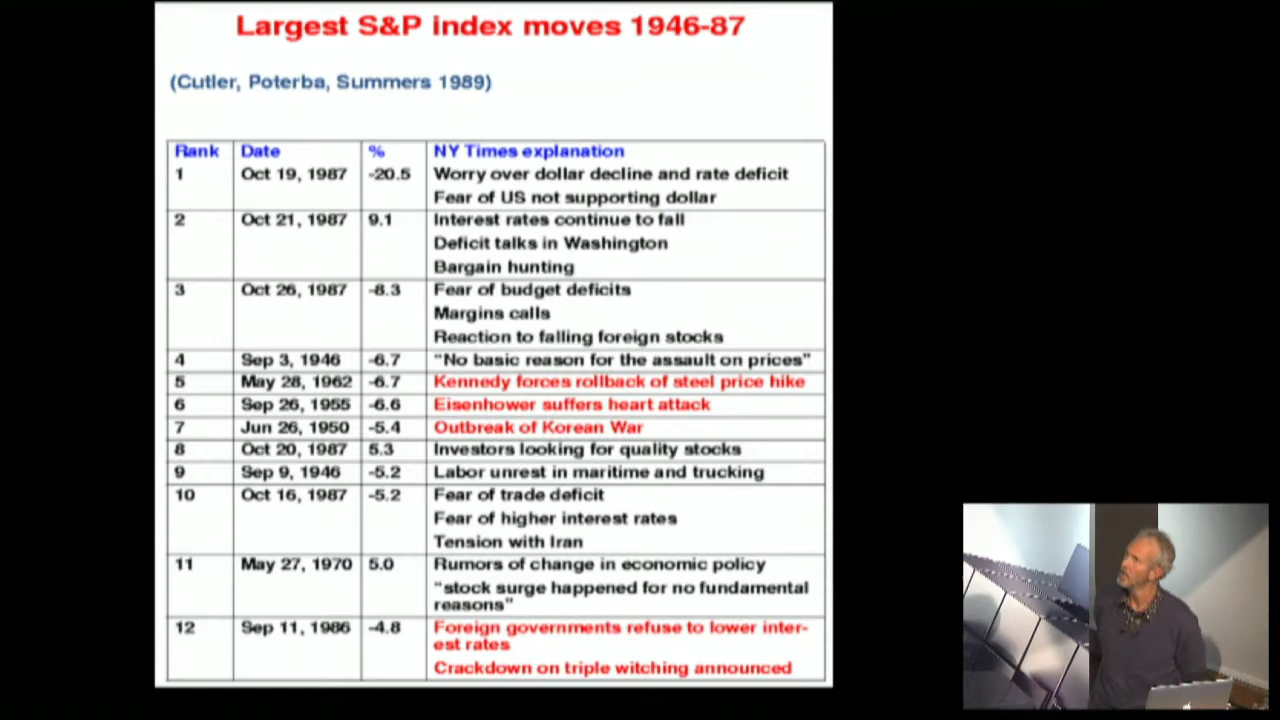 Largest S&P index moves 1946-87
(Cutler, Poterba, Summers 1989)
Rank Date % NY Times explanation
1 Oct 19, 1987 -20.5 Worry over dollar decline and rate deficit
Fear of US not supporting dollar
2 Oct 21, 1987 9.1 Interest rates continue to fall
Deficit talks in Washington
Bargain hunting
3 Oct 26, 1987 -8.3 Fear of budget deficits
Margins calls
Reaction to falling foreign stocks
4 Sep 3, 1946 -6.7 “No basic reason for the assault on prices”
5 May 28, 1962 -6.7 Kennedy forces rollback of steel price hike
6 Sep 26, 1955 -6.6 Eisenhower suffers heart attack
7 Jun 26, 1950 -5.4 Outbreak of Korean War
8 Oct 20, 1987 5.3 Investors looking for quality stocks
9 Sep 9, 1946 -5.2 Labor unrest in maritime and trucking
10 Oct 16, 1987 -5.2 Fear of trade deficit
Fear of higher interest rates
Tension with Iran
11 May 27, 1970 5.0 Rumors of change in economic policy
“stock surge happened for no fundamental
reasons”
12 Sep 11, 1986 -4.8 Foreign governments refuse to lower inter-
est rates
Crackdown on triple witching announced